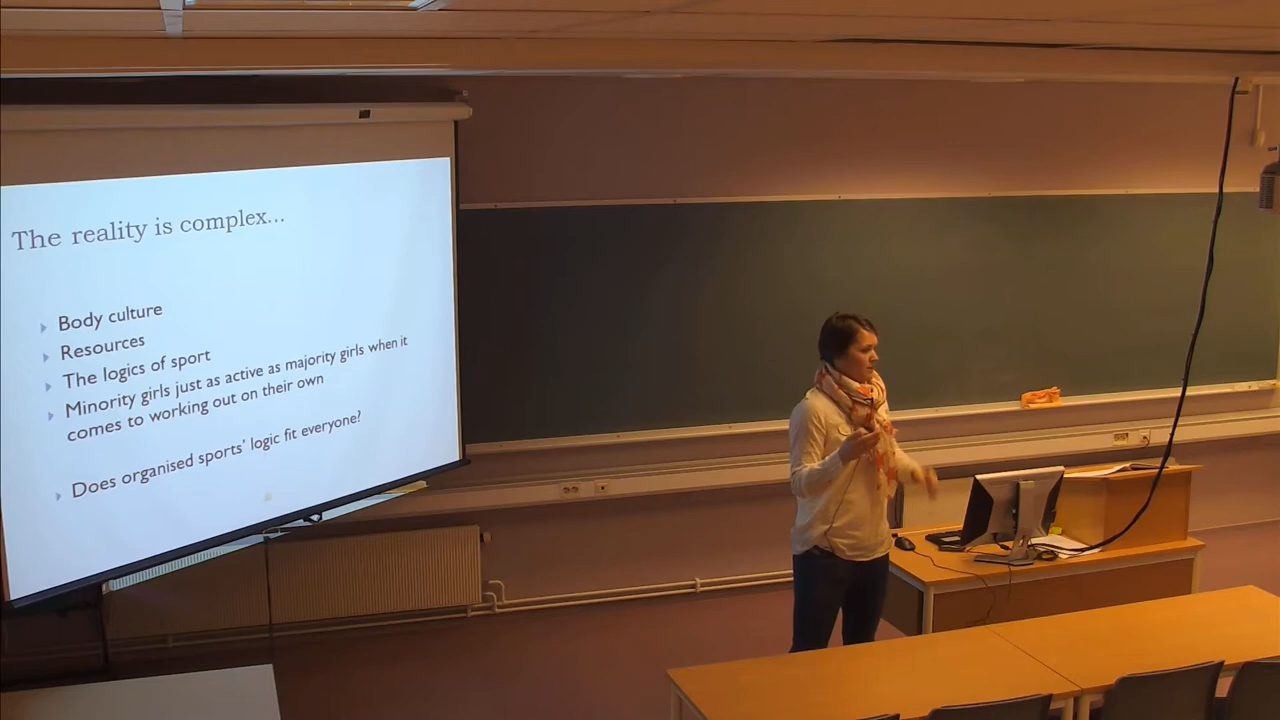 The reality is complex...
Body culture
Resources
The logics of sport
Minority girls just as active as majority girls when it
comes to working out on their own
Does organised sports' logic fit everyone?